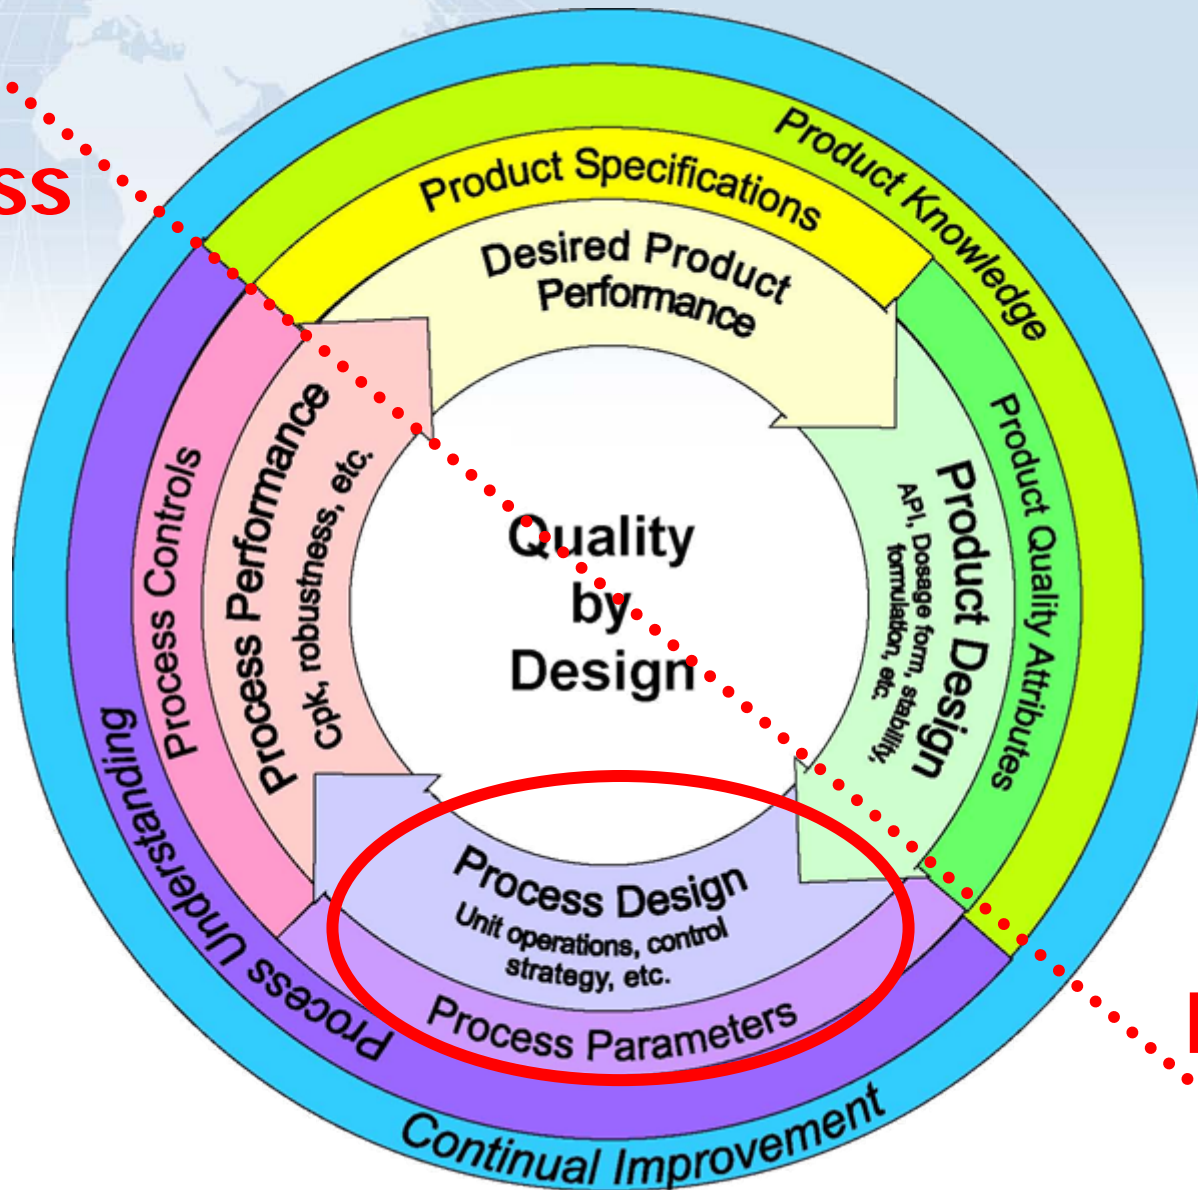 Product Knowledge
Product Specifications
Desired Product
Performance
Product Quality Attributes
Product Design
API, Dosage form, stability,
formulation, etc.
Quality
by
Design
Process Controls
Process Performance
Cpk, robustness, etc.
Process Design
Unit operations, control
strategy, etc.
Process Parameters
Process Understanding
Continual Improvement